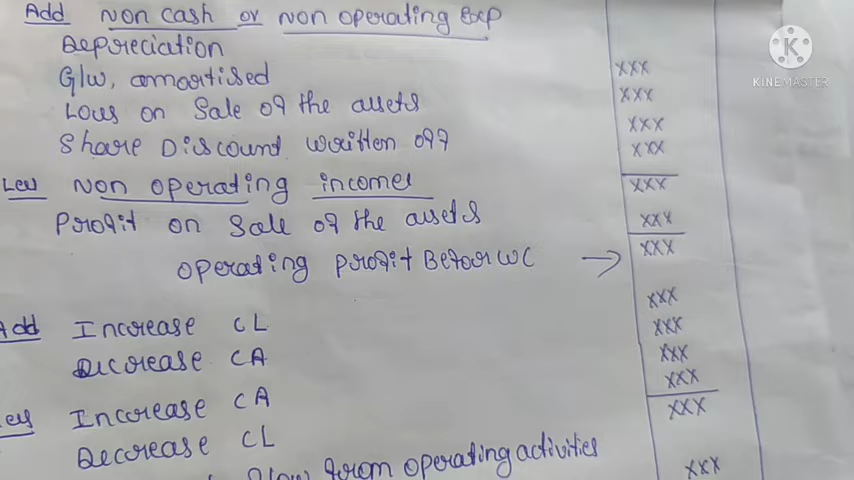 Add Non cash or non operating exp
Depreciation
G/w, amortised xxx
Loss on Sale of the assets xxx
Share Discount written off xxx
xxx
Less Non operating incomes xxx
Profit on Sale of the assets xxx
operating profit Befour WC → xxx
Add Increase CL xxx
Decrease CA xxx
Less Increase CA xxx
Decrease CL xxx
xxx
flow from operating activities xxx
K
KINEMASTER